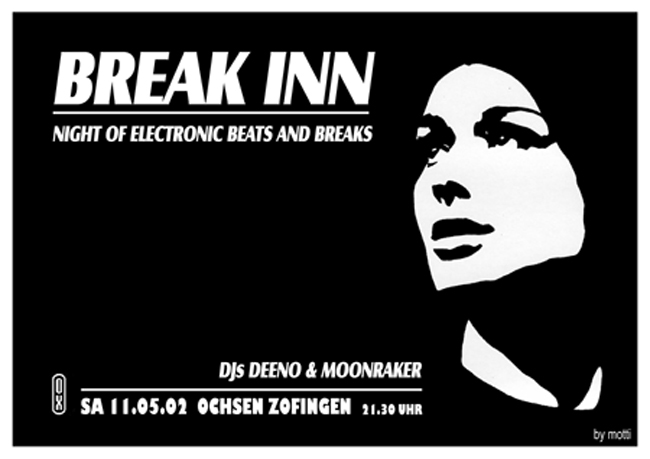 BREAK INN
NIGHT OF ELECTRONIC BEATS AND BREAKS
DJs DEENO & MOONRAKER
OX
SA 11.05.02 OCHSEN ZOFINGEN 21.30 UHR
by motti